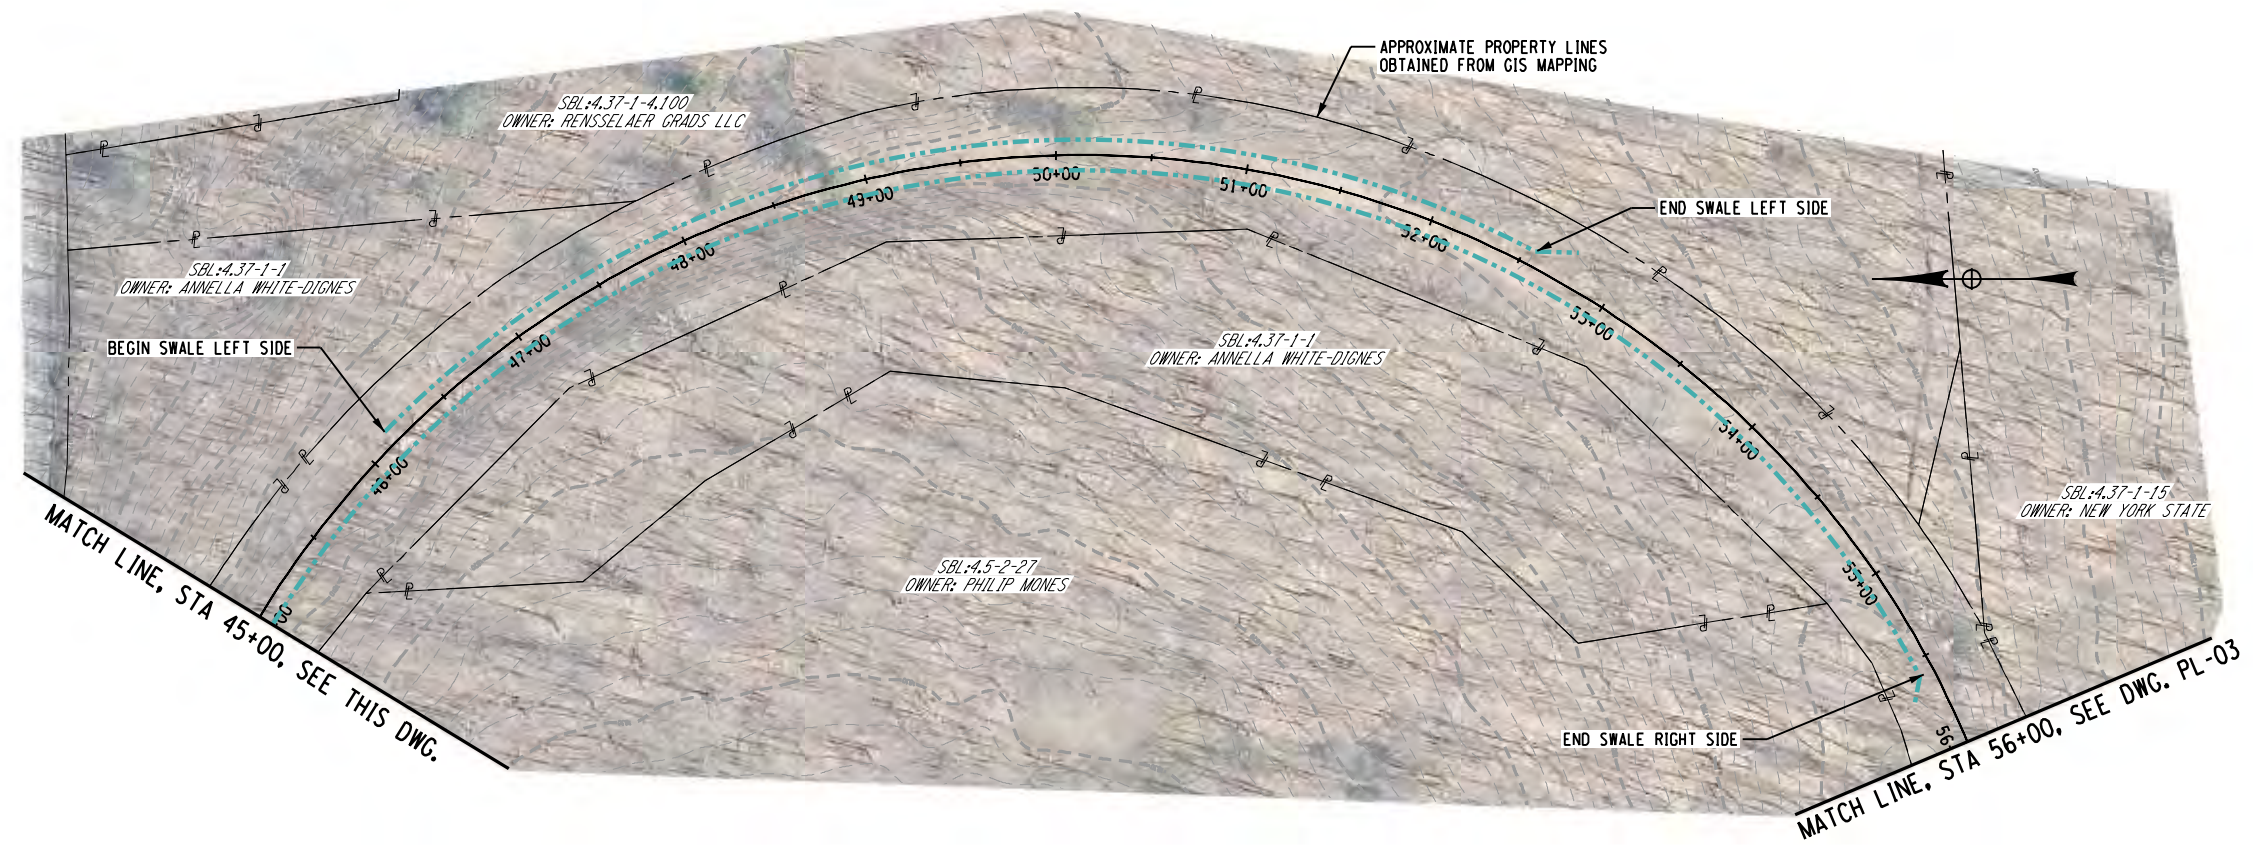 APPROXIMATE PROPERTY LINES
OBTAINED FROM GIS MAPPING
SBL:4.37-1-4.100
OWNER: RENSSELAER GRADS LLC
50+00
49+00
51+00
END SWALE LEFT SIDE
52+00
48+00
SBL:4.37-1-1
OWNER: ANNELLA WHITE-DIGNES
53+00
BEGIN SWALE LEFT SIDE
47+00
SBL:4.37-1-1
OWNER: ANNELLA WHITE-DIGNES
54+00
46+00
SBL:4.37-1-15
OWNER: NEW YORK STATE
SBL:4.5-2-27
OWNER: PHILIP MONES
55+00
MATCH LINE, STA 45+00, SEE THIS DWG.
END SWALE RIGHT SIDE
56
MATCH LINE, STA 56+00, SEE DWG. PL-03